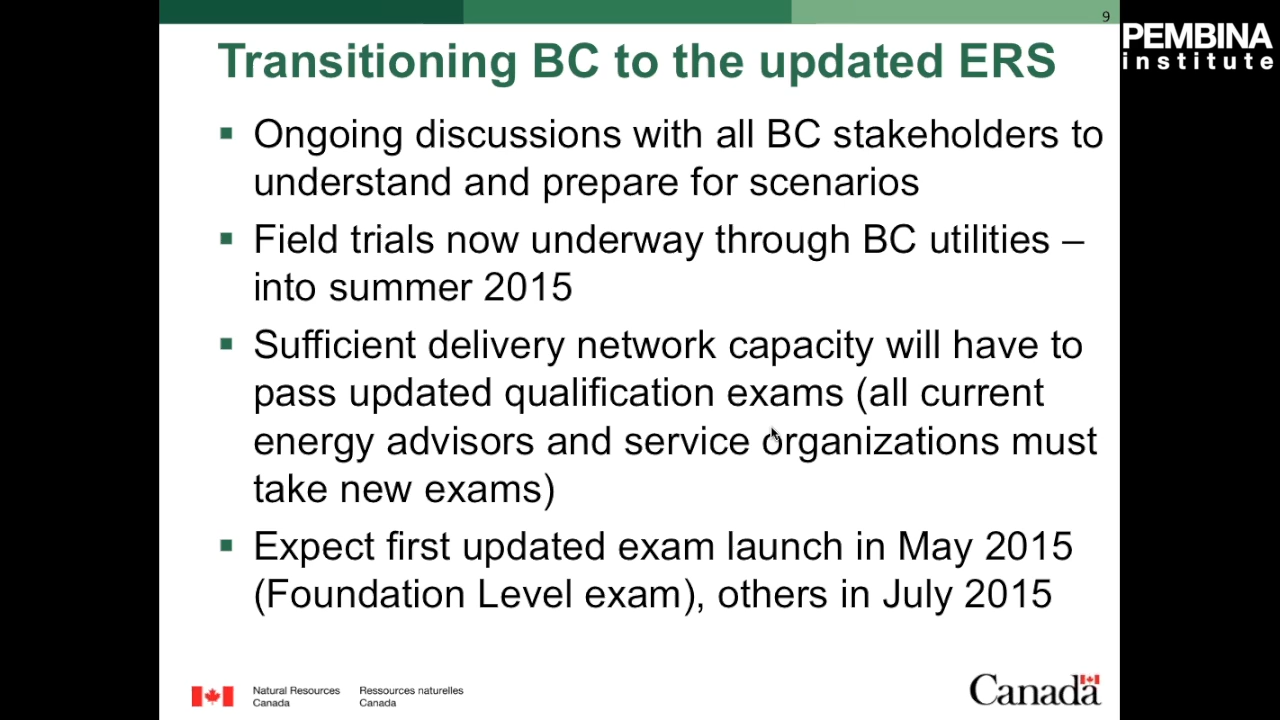 9
PEMBINA
institute
Transitioning BC to the updated ERS
▪ Ongoing discussions with all BC stakeholders to
understand and prepare for scenarios
▪ Field trials now underway through BC utilities –
into summer 2015
▪ Sufficient delivery network capacity will have to
pass updated qualification exams (all current
energy advisors and service organizations must
take new exams)
▪ Expect first updated exam launch in May 2015
(Foundation Level exam), others in July 2015
Natural Resources Ressources naturelles
Canada Canada
Canada